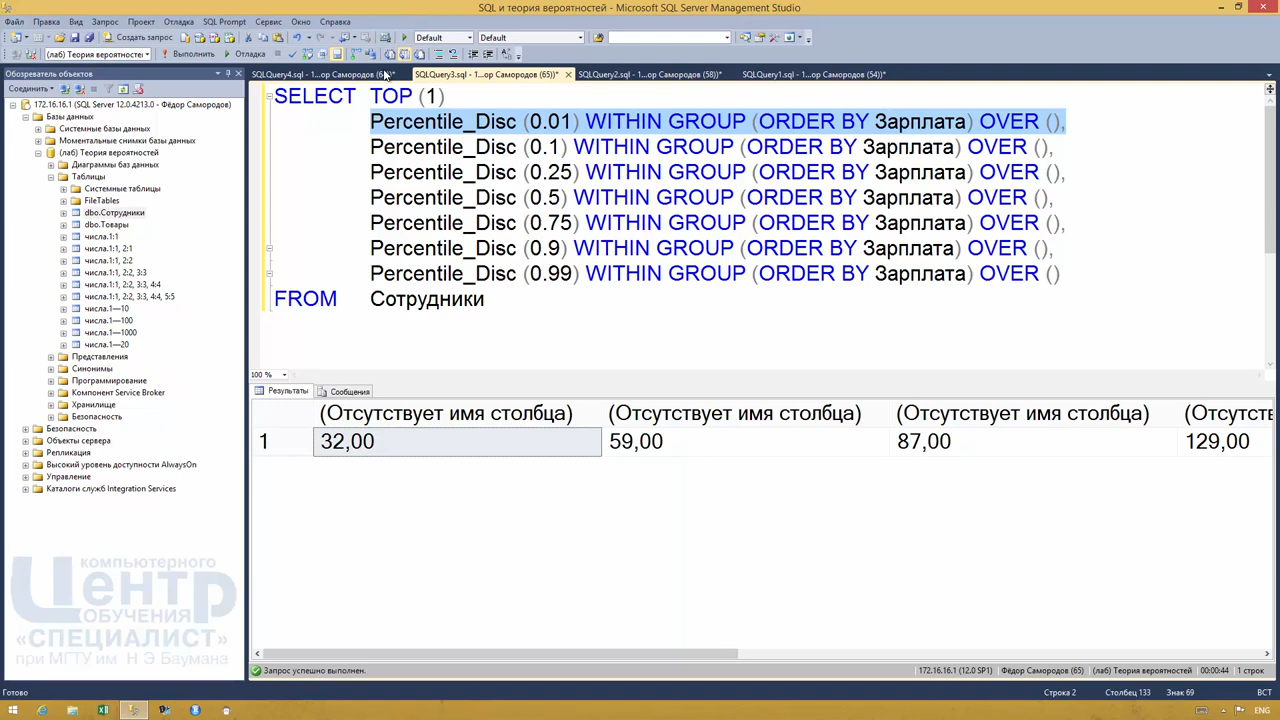 SQL и теория вероятностей - Microsoft SQL Server Management Studio
Файл Правка Вид Запрос Проект Отладка SQL Prompt Сервис Окно Справка
Создать запрос Default Default
(лаб) Теория вероятностей Выполнить Отладка
Обозреватель объектов
SQLQuery4.sql - 1...ор Самородов SQLQuery3.sql - 1...ор Самородов (65))* SQLQuery2.sql - 1...ор Самородов (58))* SQLQuery1.sql - 1...ор Самородов (54))*
Соединить
172.16.16.1 (SQL Server 12.0.4213.0 - Фёдор Самородов)
Базы данных
Системные базы данных
Моментальные снимки базы данных
(лаб) Теория вероятностей
Диаграммы баз данных
Таблицы
Системные таблицы
FileTables
dbo.Сотрудники
dbo.Товары
числа.1:1
числа.1:1, 2:1
числа.1:1, 2:2
числа.1:1, 2:2, 3:3
числа.1:1, 2:2, 3:3, 4:4
числа.1:1, 2:2, 3:3, 4:4, 5:5
числа.1—10
числа.1—100
числа.1—1000
числа.1—20
Представления
Синонимы
Программирование
Компонент Service Broker
Хранилище
Безопасность
Безопасность
Объекты сервера
Репликация
Высокий уровень доступности AlwaysOn
Управление
Каталоги служб Integration Services
компьютерного
Центр
ОБУЧЕНИЯ
«СПЕЦИАЛИСТ»
при МГТУ им Н Э Баумана
SELECT TOP (1)
Percentile_Disc (0.01) WITHIN GROUP (ORDER BY Зарплата) OVER (),
Percentile_Disc (0.1) WITHIN GROUP (ORDER BY Зарплата) OVER (),
Percentile_Disc (0.25) WITHIN GROUP (ORDER BY Зарплата) OVER (),
Percentile_Disc (0.5) WITHIN GROUP (ORDER BY Зарплата) OVER (),
Percentile_Disc (0.75) WITHIN GROUP (ORDER BY Зарплата) OVER (),
Percentile_Disc (0.9) WITHIN GROUP (ORDER BY Зарплата) OVER (),
Percentile_Disc (0.99) WITHIN GROUP (ORDER BY Зарплата) OVER ()
FROM Сотрудники
100 %
Результаты Сообщения
(Отсутствует имя столбца) (Отсутствует имя столбца) (Отсутствует имя столбца) (Отсутст
1 32,00 59,00 87,00 129,00
Запрос успешно выполнен. 172.16.16.1 (12.0 SP1) Фёдор Самородов (65) (лаб) Теория вероятностей 00:00:44 1 строк
Готово Строка 2 Столбец 133 Знак 69 ВСТ
ENG